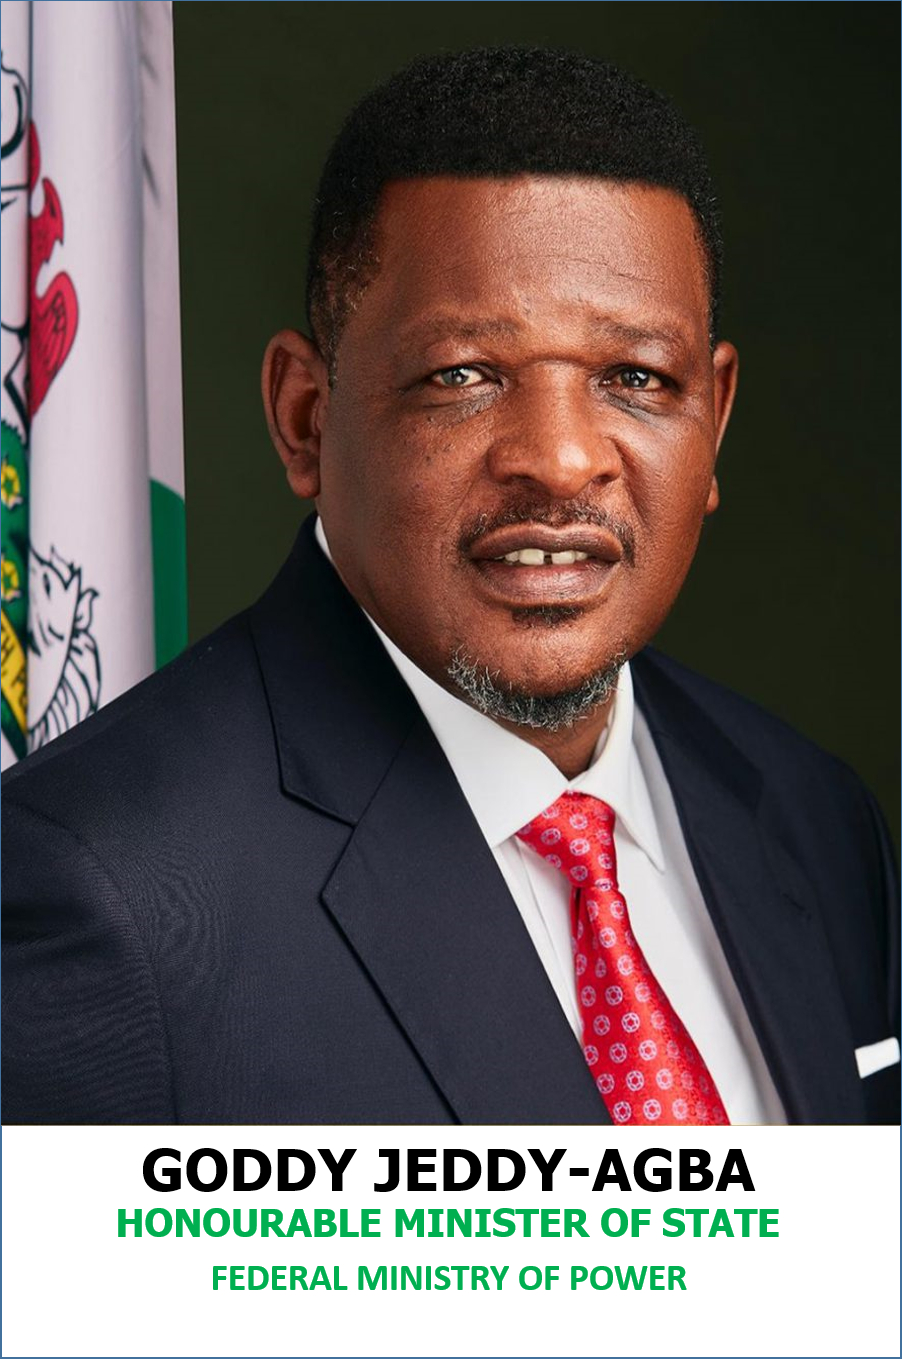 GODDY JEDDY-AGBA
HONOURABLE MINISTER OF STATE
FEDERAL MINISTRY OF POWER